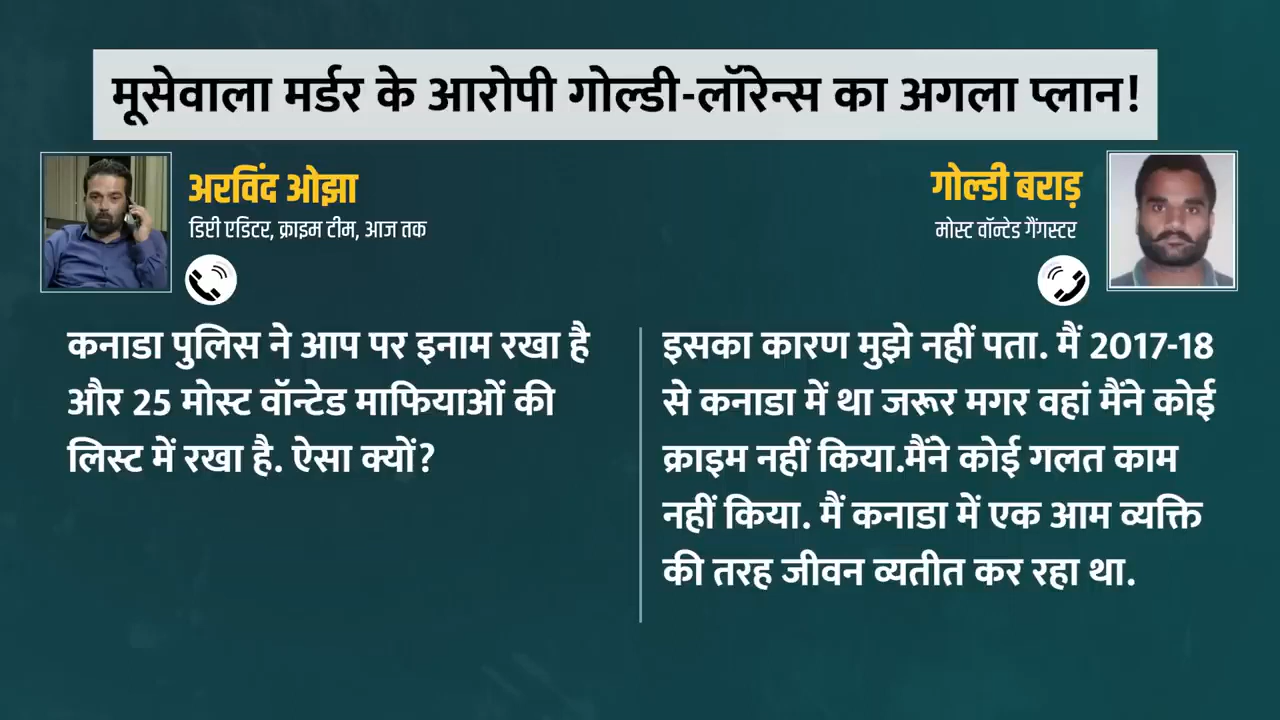 मूसेवाला मर्डर के आरोपी गोल्डी-लॉरेन्स का अगला प्लान!
अरविंद ओझा
डिप्टी एडिटर, क्राइम टीम, आज तक
गोल्डी बराड़
मोस्ट वॉन्टेड गैंगस्टर
कनाडा पुलिस ने आप पर इनाम रखा है
और 25 मोस्ट वॉन्टेड माफियाओं की
लिस्ट में रखा है. ऐसा क्यों?
इसका कारण मुझे नहीं पता. मैं 2017-18
से कनाडा में था जरूर मगर वहां मैंने कोई
क्राइम नहीं किया.मैंने कोई गलत काम
नहीं किया. मैं कनाडा में एक आम व्यक्ति
की तरह जीवन व्यतीत कर रहा था.